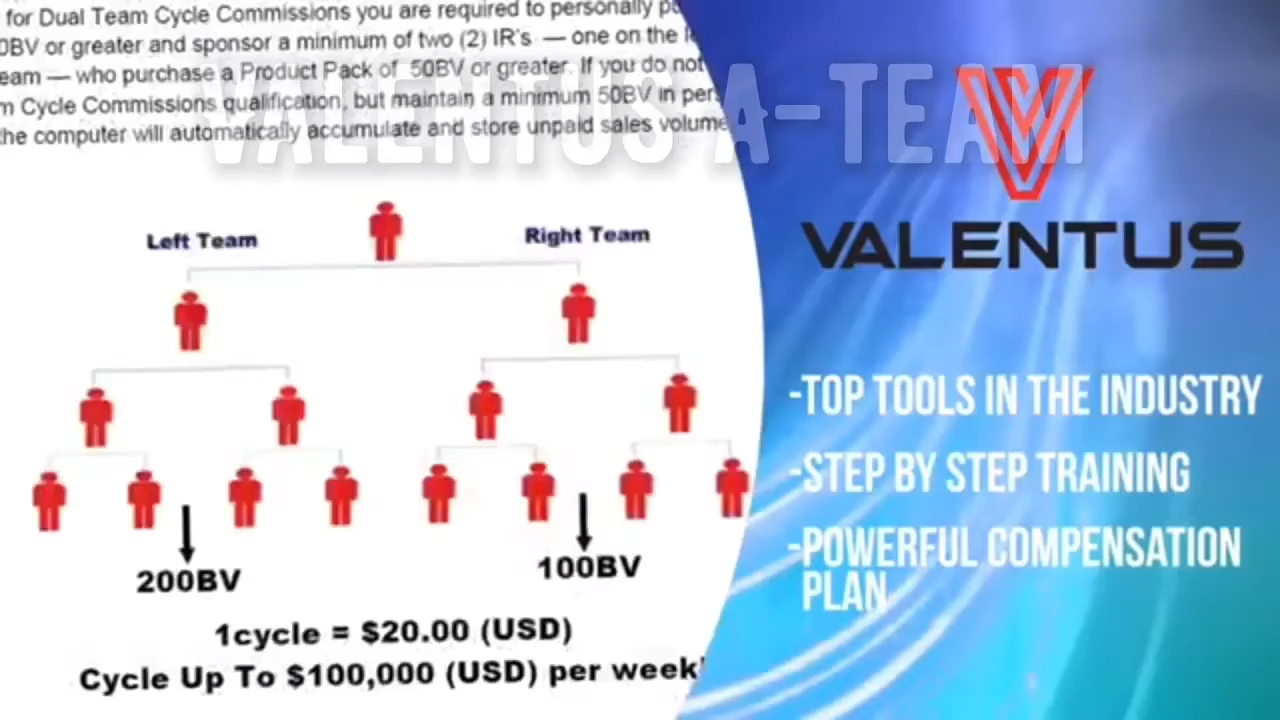 for Dual Team Cycle Commissions you are required to personally
0BV or greater and sponsor a minimum of two (2) IR's — one on the
eam — who purchase a Product Pack of 50BV or greater. If you do not
m Cycle Commissions qualification, but maintain a minimum 50BV in
the computer will automatically accumulate and store unpaid sales volume
VALENTUS A-TEAM
VALENTUS
Left Team
Right Team
-TOP TOOLS IN THE INDUSTRY
-STEP BY STEP TRAINING
-POWERFUL COMPENSATION
PLAN
200BV
100BV
1cycle = $20.00 (USD)
Cycle Up To $100,000 (USD) per week